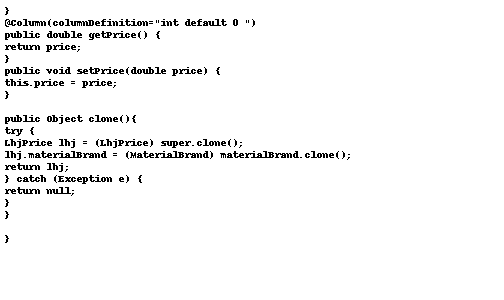 }
@Column(columnDefinition="int default 0 ")
public double getPrice() {
return price;
}
public void setPrice(double price) {
this.price = price;
}
public Object clone(){
try {
LhjPrice lhj = (LhjPrice) super.clone();
lhj.materialBrand = (MaterialBrand) materialBrand.clone();
return lhj;
} catch (Exception e) {
return null;
}
}
}